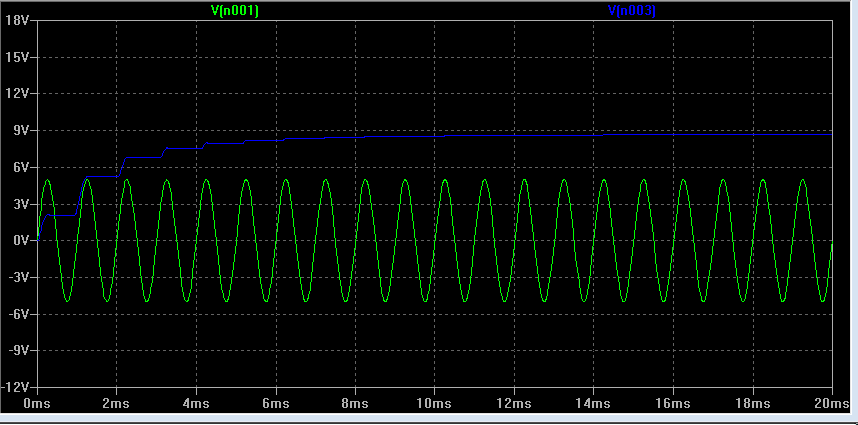 V(n001) V(n003)
18V
15V
12V
9V
6V
3V
0V
-3V
-6V
-9V
-12V
0ms 2ms 4ms 6ms 8ms 10ms 12ms 14ms 16ms 18ms 20ms